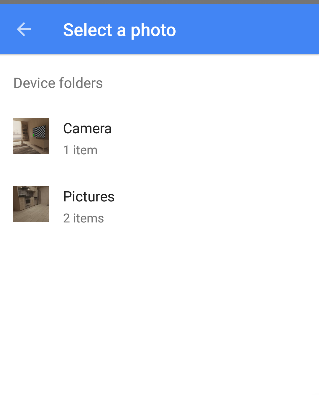 Select a photo
Device folders
Camera
1 item
Pictures
2 items